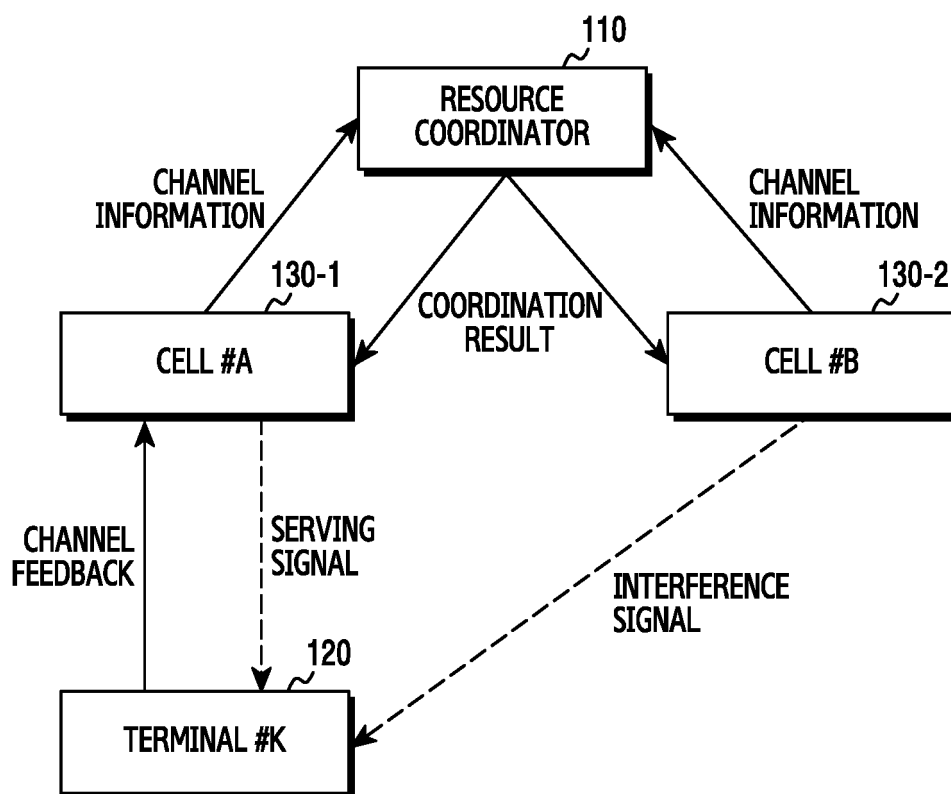 110
RESOURCE
COORDINATOR
CHANNEL
INFORMATION
CHANNEL
INFORMATION
130-1
130-2
COORDINATION
RESULT
CELL #A
CELL #B
CHANNEL
FEEDBACK
SERVING
SIGNAL
INTERFERENCE
SIGNAL
120
TERMINAL #K